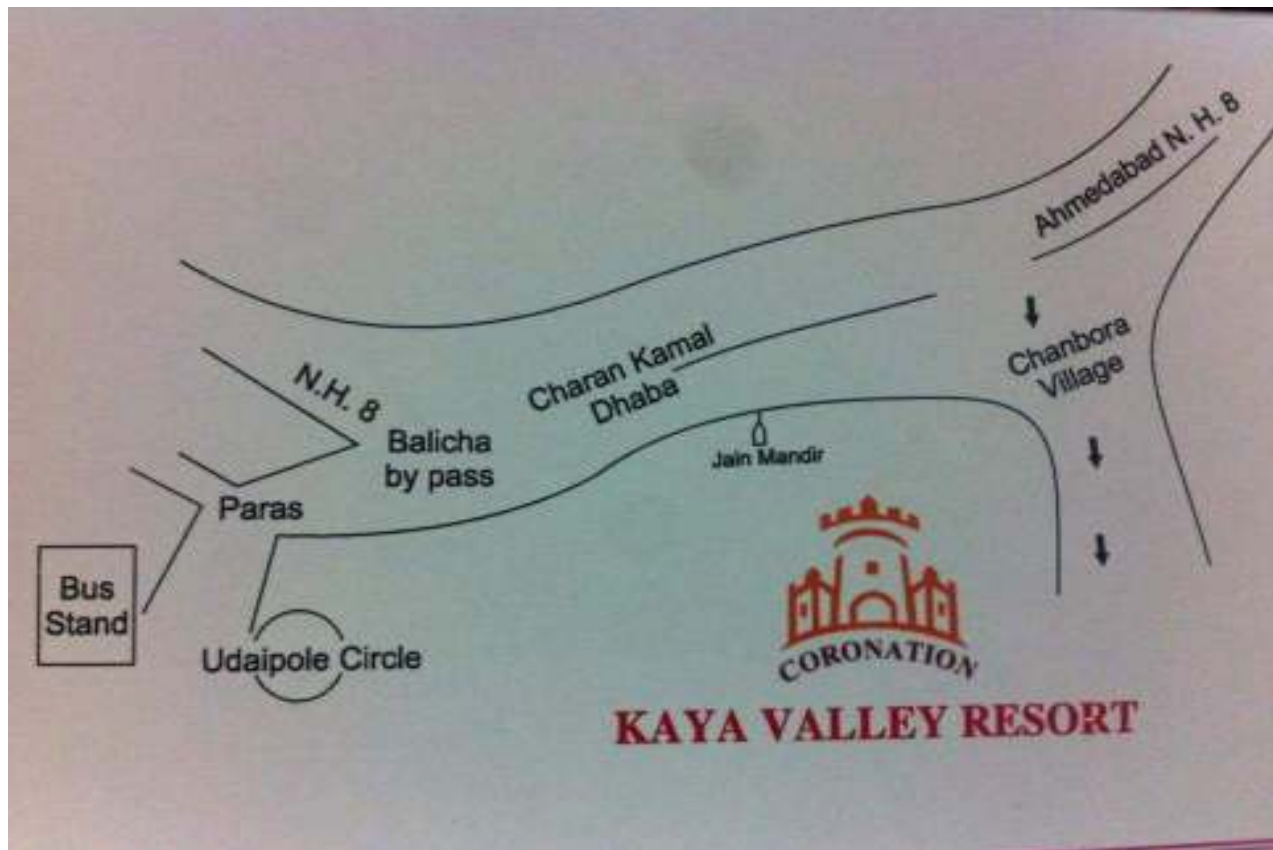 Ahmedabad N. H. 8
Chanbora
Village
Charan Kamal
Dhaba
N.H. 8
Balicha
by pass
Jain Mandir
Paras
Bus
Stand
Udaipole Circle
CORONATION
KAYA VALLEY RESORT